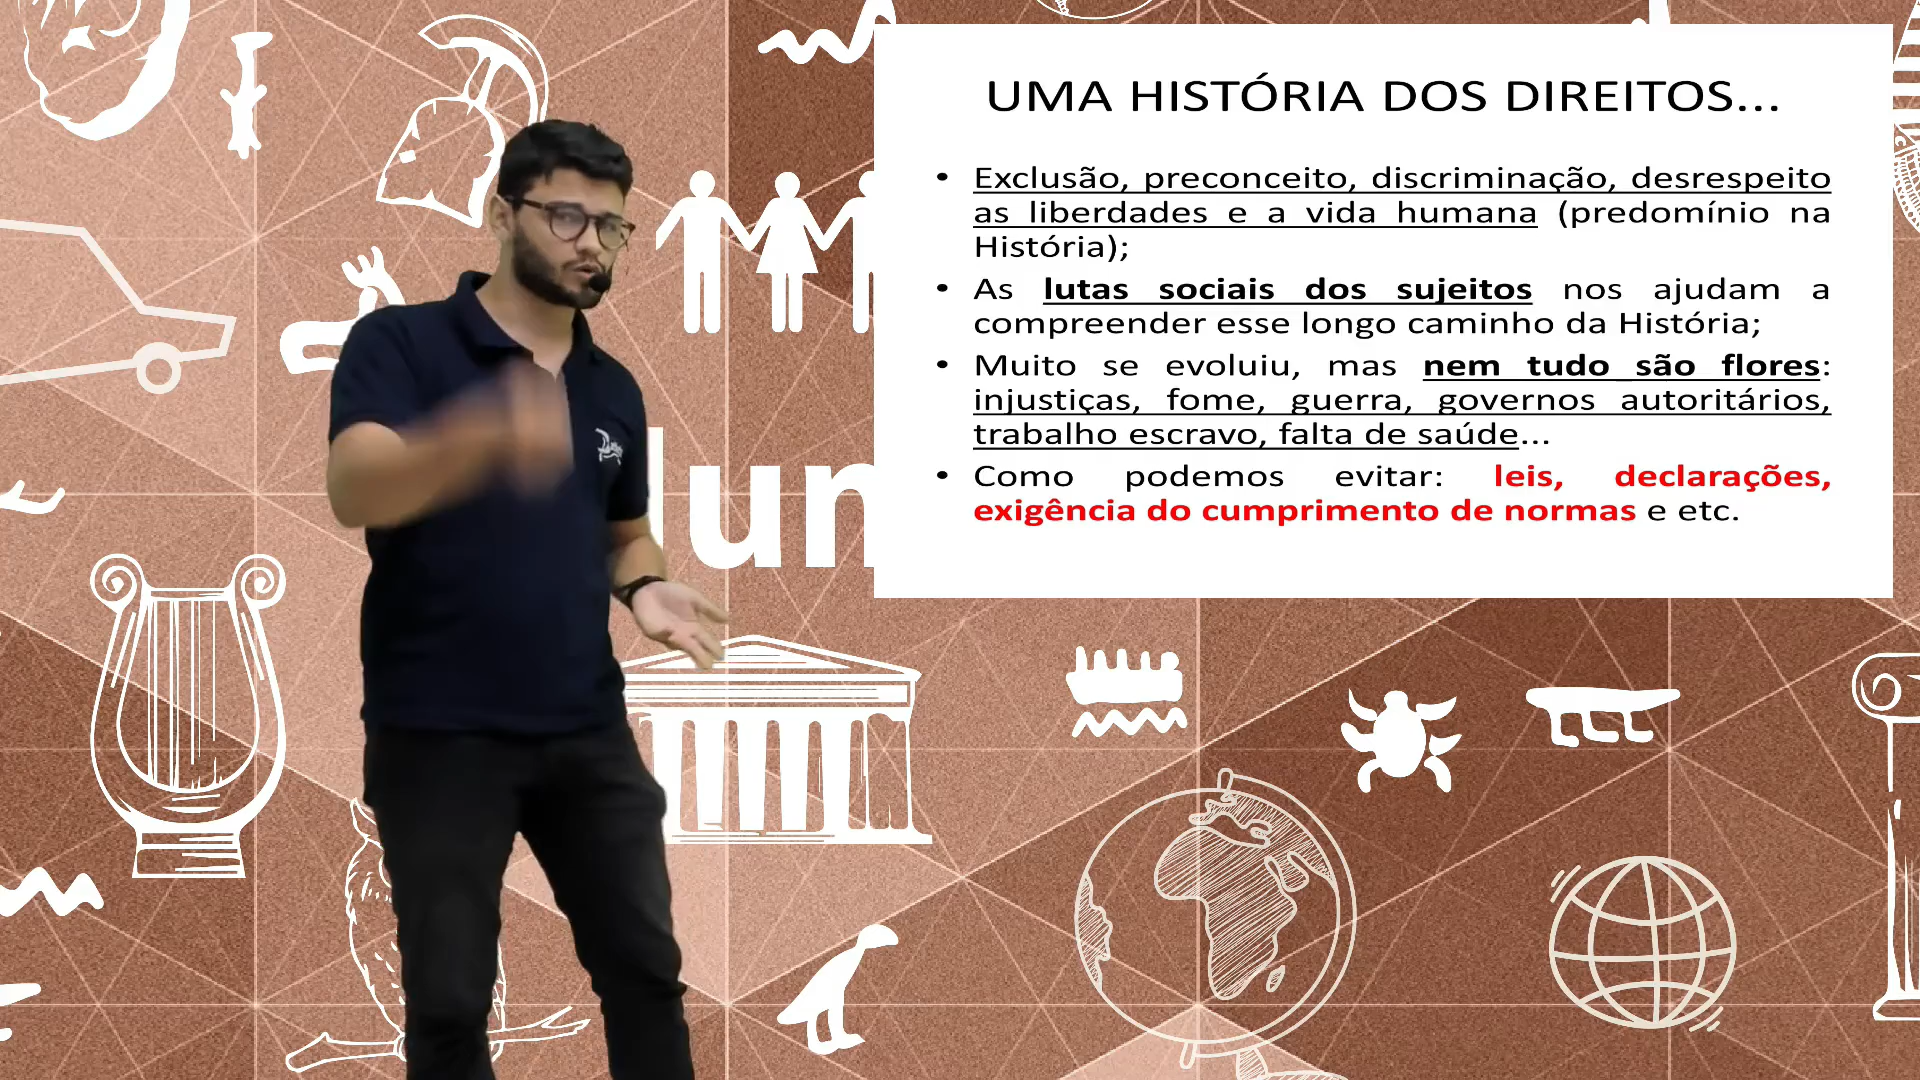 UMA HISTÓRIA DOS DIREITOS...
• Exclusão, preconceito, discriminação, desrespeito
as liberdades e a vida humana (predomínio na
História);
• As lutas sociais dos sujeitos nos ajudam a
compreender esse longo caminho da História;
• Muito se evoluiu, mas nem tudo são flores:
injustiças, fome, guerra, governos autoritários,
trabalho escravo, falta de saúde...
• Como podemos evitar: leis, declarações,
exigência do cumprimento de normas e etc.